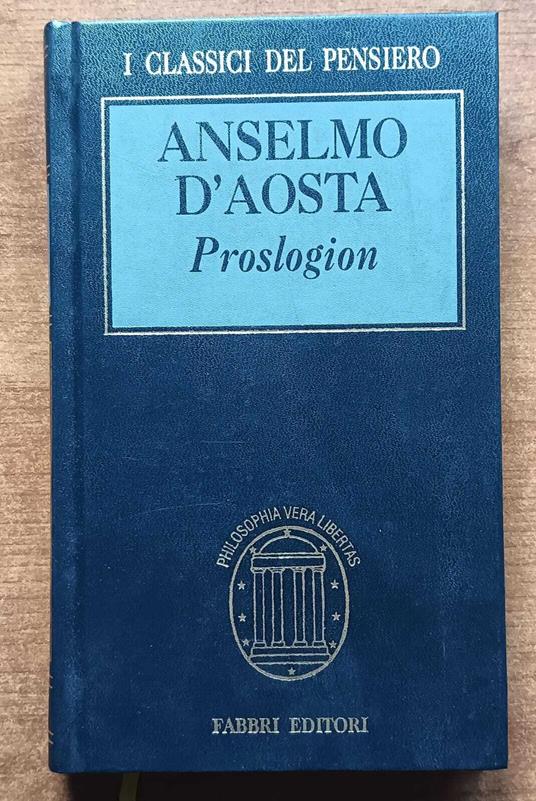 I CLASSICI DEL PENSIERO
ANSELMO
D'AOSTA
Proslogion
PHILOSOPHIA VERA LIBERTAS
FABBRI EDITORI